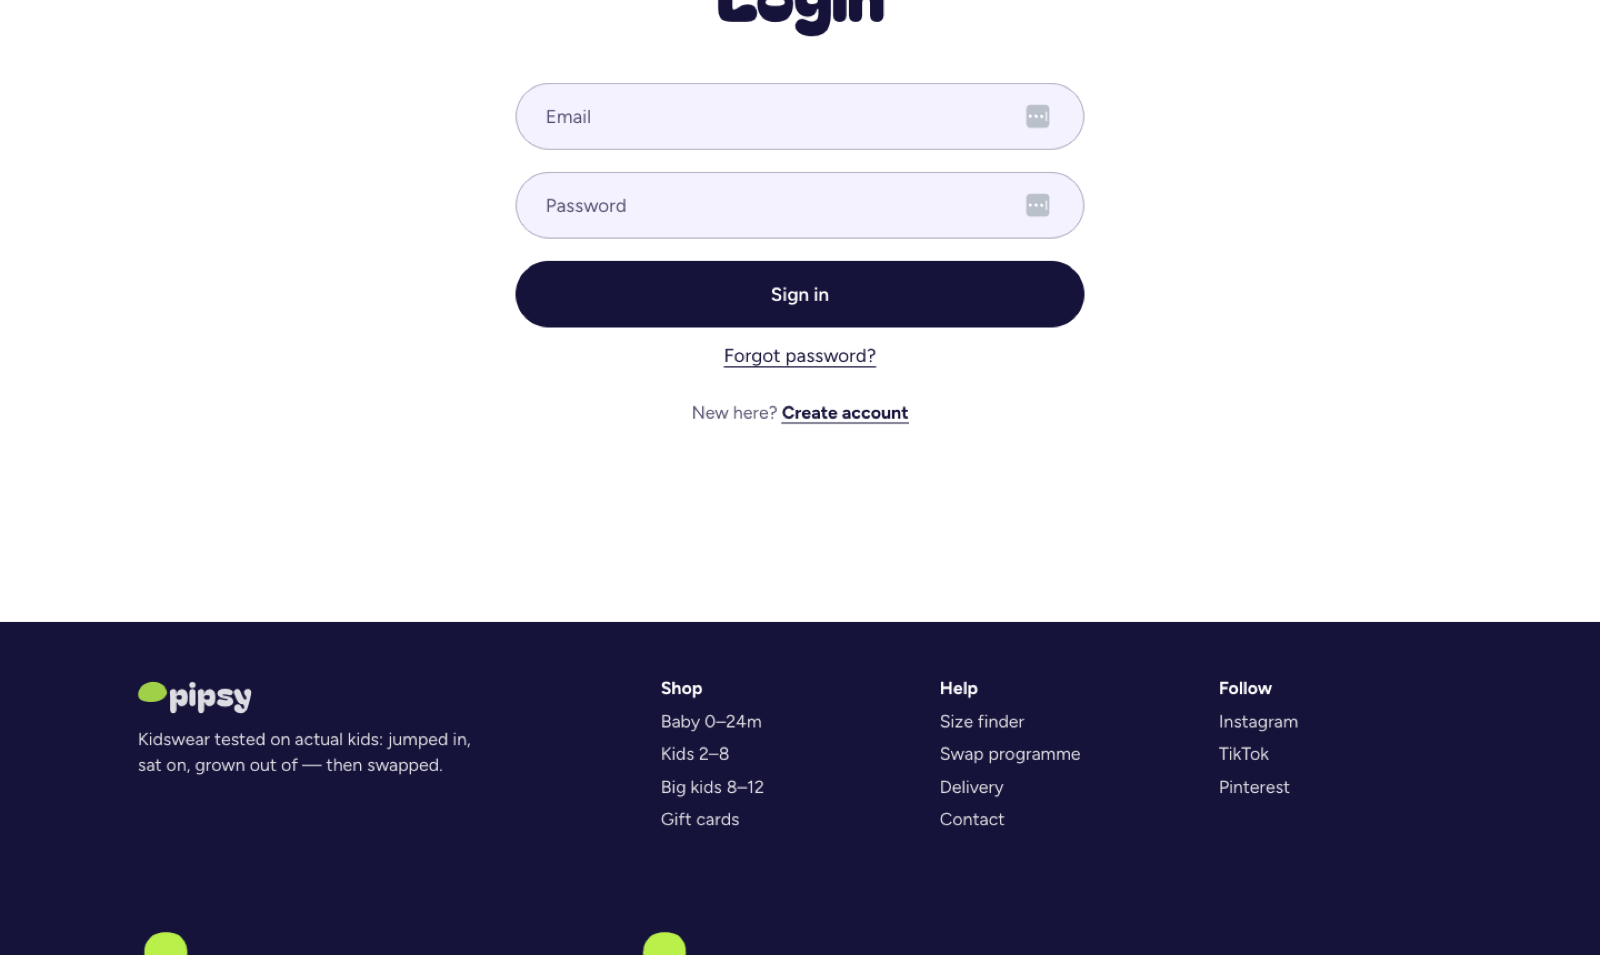 Login
Email
Password
Sign in
Forgot password?
New here? Create account
pipsy
Kidswear tested on actual kids: jumped in,
sat on, grown out of — then swapped.
Shop
Baby 0–24m
Kids 2–8
Big kids 8–12
Gift cards
Help
Size finder
Swap programme
Delivery
Contact
Follow
Instagram
TikTok
Pinterest